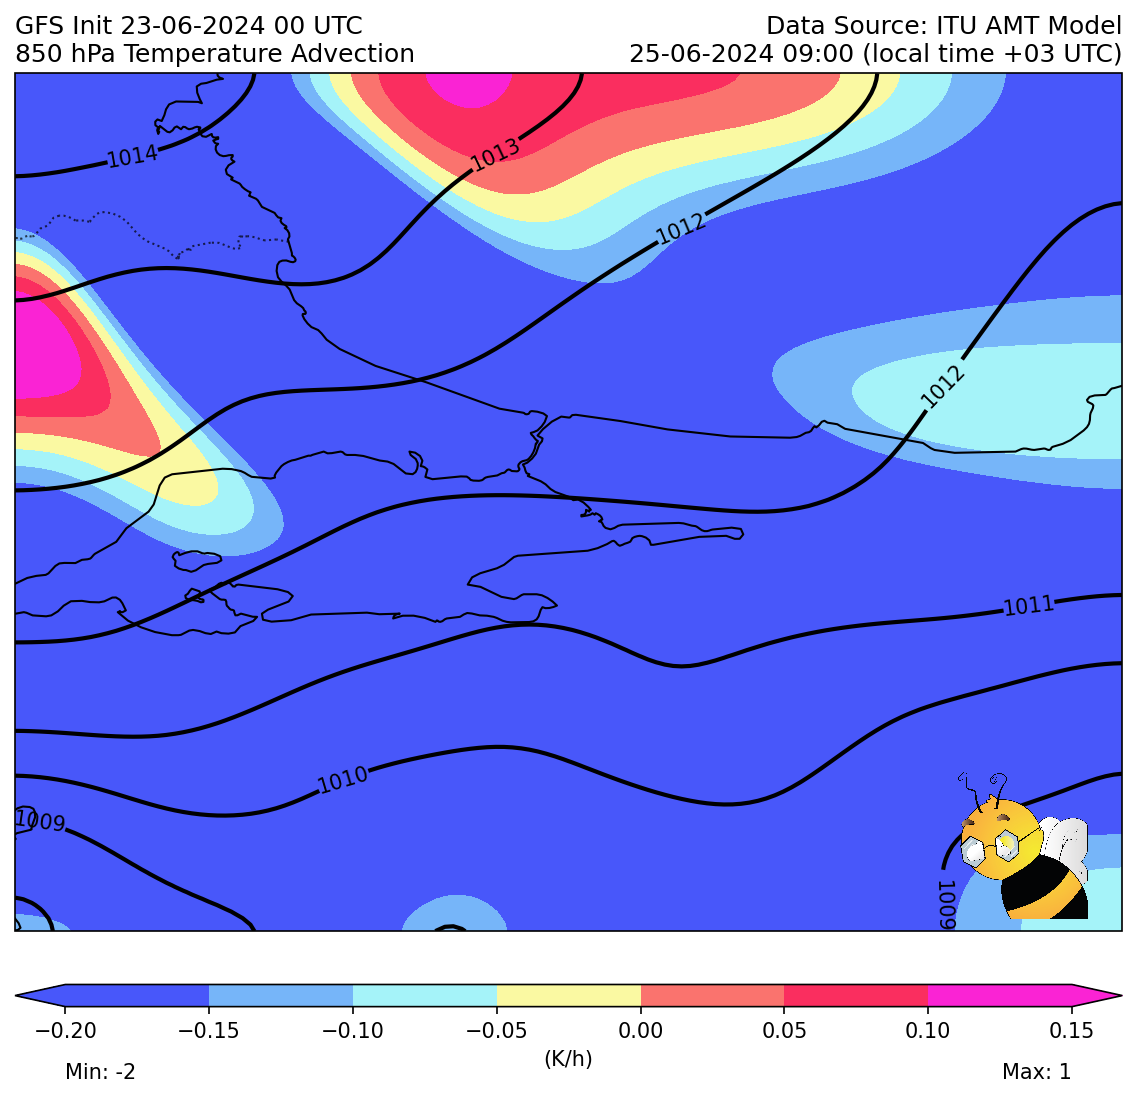 GFS Init 23-06-2024 00 UTC
Data Source: ITU AMT Model
850 hPa Temperature Advection
25-06-2024 09:00 (local time +03 UTC)
1014
1013
1012
1012
1011
1010
1009
1009
−0.20
−0.15
−0.10
−0.05
0.00
0.05
0.10
0.15
(K/h)
Min: -2
Max: 1